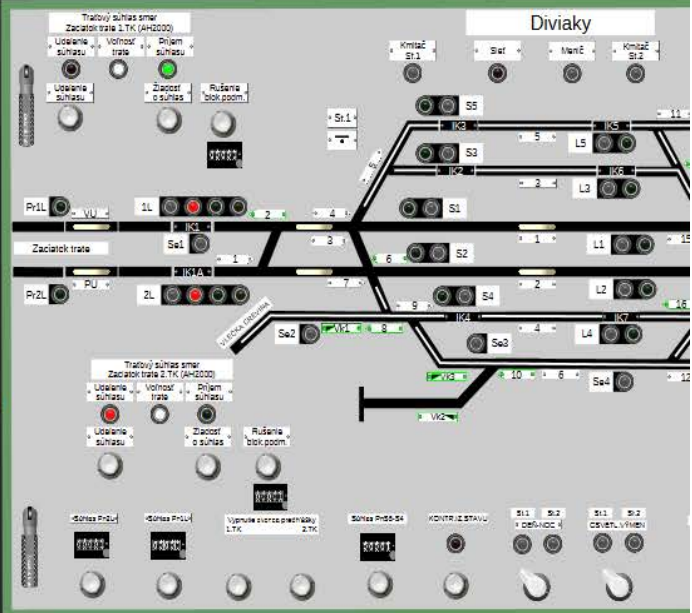 Traťový súhlas smer
Začiatok trate 1.TK (AH2000)
Udelenie súhlasu
Voľnosť trate
Príjem súhlasu
Udelenie súhlasu
Žiadosť o súhlas
Rušenie blok.podm.
Diviaky
Kmitač St.1
Sieť
Menič
Kmitač St.2
St.1
S5
IK3
5
IK5
11
L5
S3
5
IK2
3
IK6
L3
Pr1L
VU
1L
IK1
2
4
S1
1
L1
15
Se1
3
Začiatok trate
1
6
S2
IK1A
PU
7
2
Pr2L
2L
L2
S4
9
16
VLEČKA DREVINA
IK4
IK7
Se2
Vk1
8
4
L4
Se3
Vk3
10
6
Se4
12
Vk2
Traťový súhlas smer
Začiatok trate 2.TK (AH2000)
Udelenie súhlasu
Voľnosť trate
Príjem súhlasu
Udelenie súhlasu
Žiadosť o súhlas
Rušenie blok.podm.
Súhlas Pr2L
Súhlas Pr1L
1.TK
2.TK
Súhlas PrS5-S4
KONTR.IZ.STAVU
St.1
St.2
DEŇ-NOC
St.1
St.2
OSVETL.VÝMEN